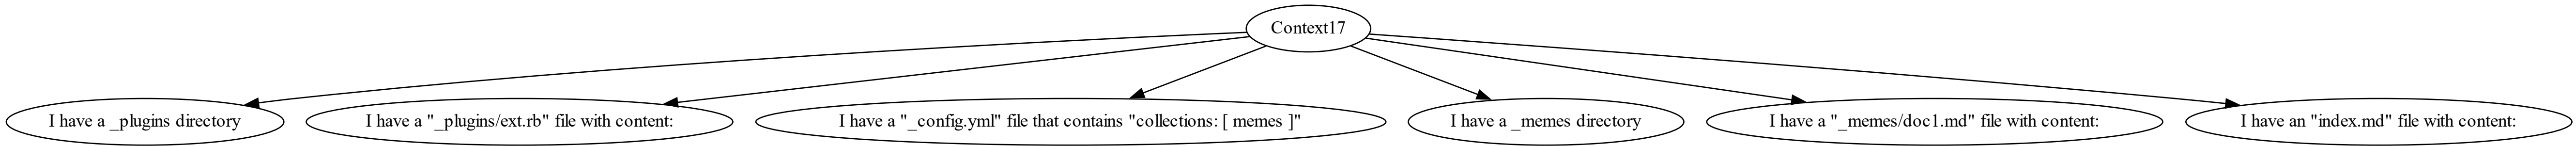 Context17
I have a _plugins directory
I have a "_plugins/ext.rb" file with content:
I have a "_config.yml" file that contains "collections: [ memes ]"
I have a _memes directory
I have a "_memes/doc1.md" file with content:
I have an "index.md" file with content: